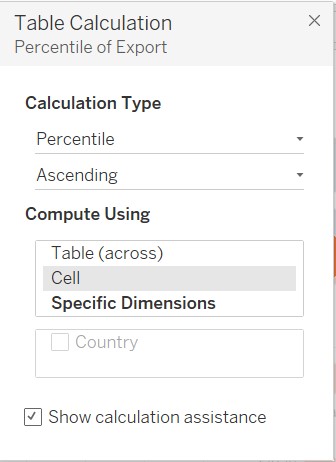 Table Calculation
Percentile of Export
Calculation Type
Percentile
Ascending
Compute Using
Table (across)
Cell
Specific Dimensions
Country
Show calculation assistance